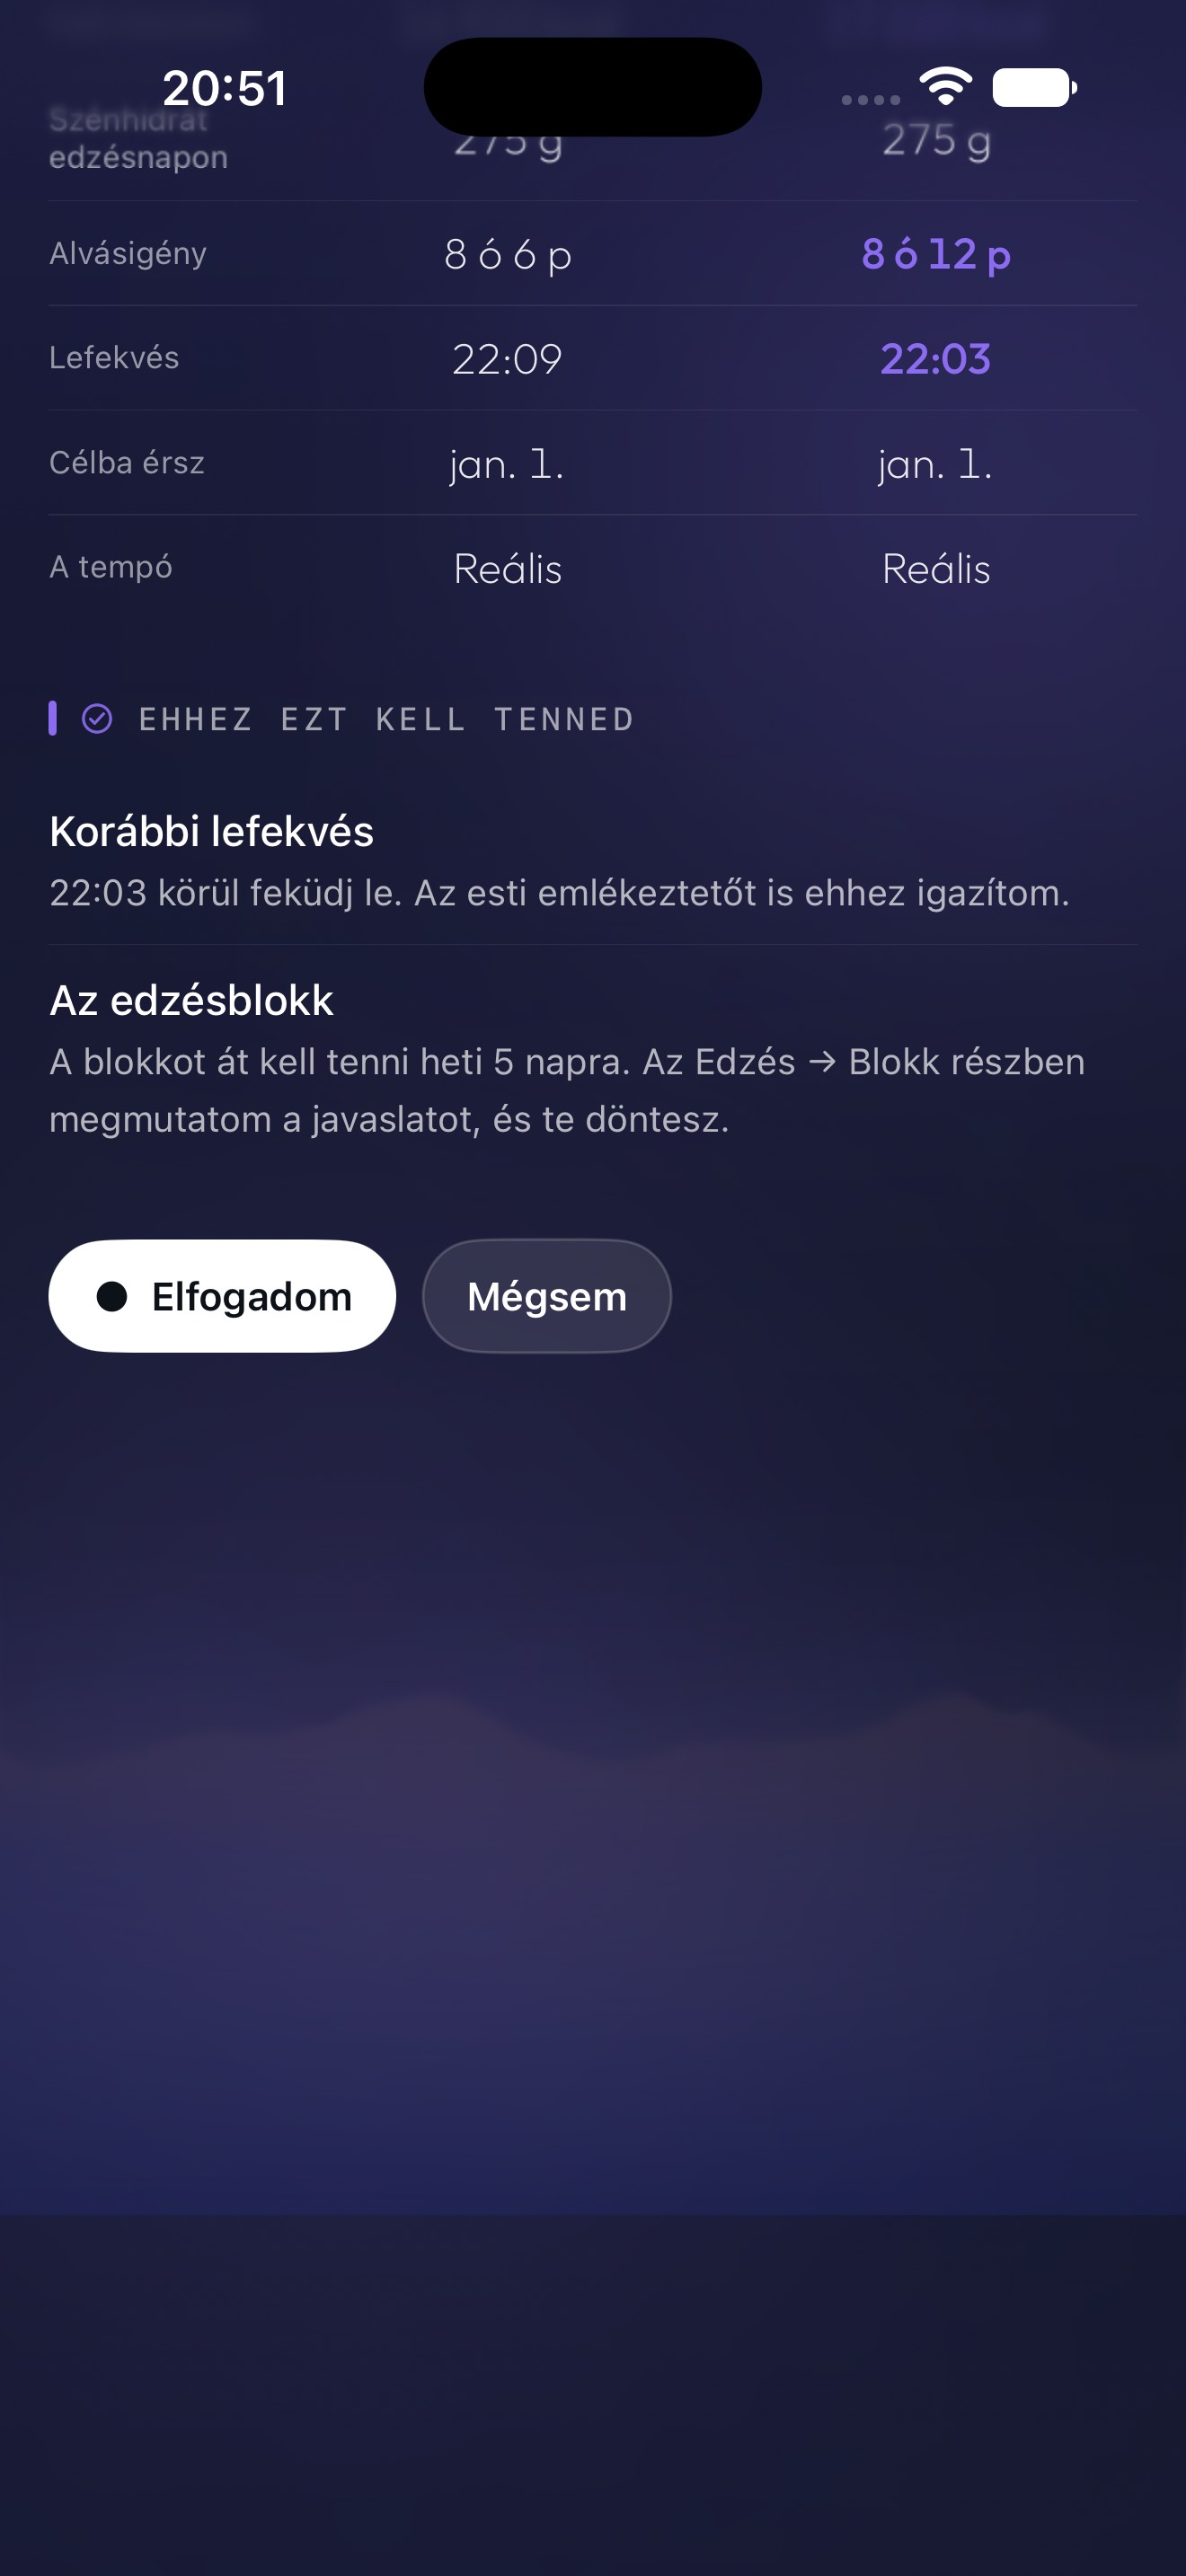 20:51
Szénhidrát
edzésnapon 275 g 275 g
Alvásigény 8 ó 6 p 8 ó 12 p
Lefekvés 22:09 22:03
Célba érsz jan. 1. jan. 1.
A tempó Reális Reális
EHHEZ EZT KELL TENNED
Korábbi lefekvés
22:03 körül feküdj le. Az esti emlékeztetőt is ehhez igazítom.
Az edzésblokk
A blokkot át kell tenni heti 5 napra. Az Edzés → Blokk részben
megmutatom a javaslatot, és te döntesz.
Elfogadom Mégsem